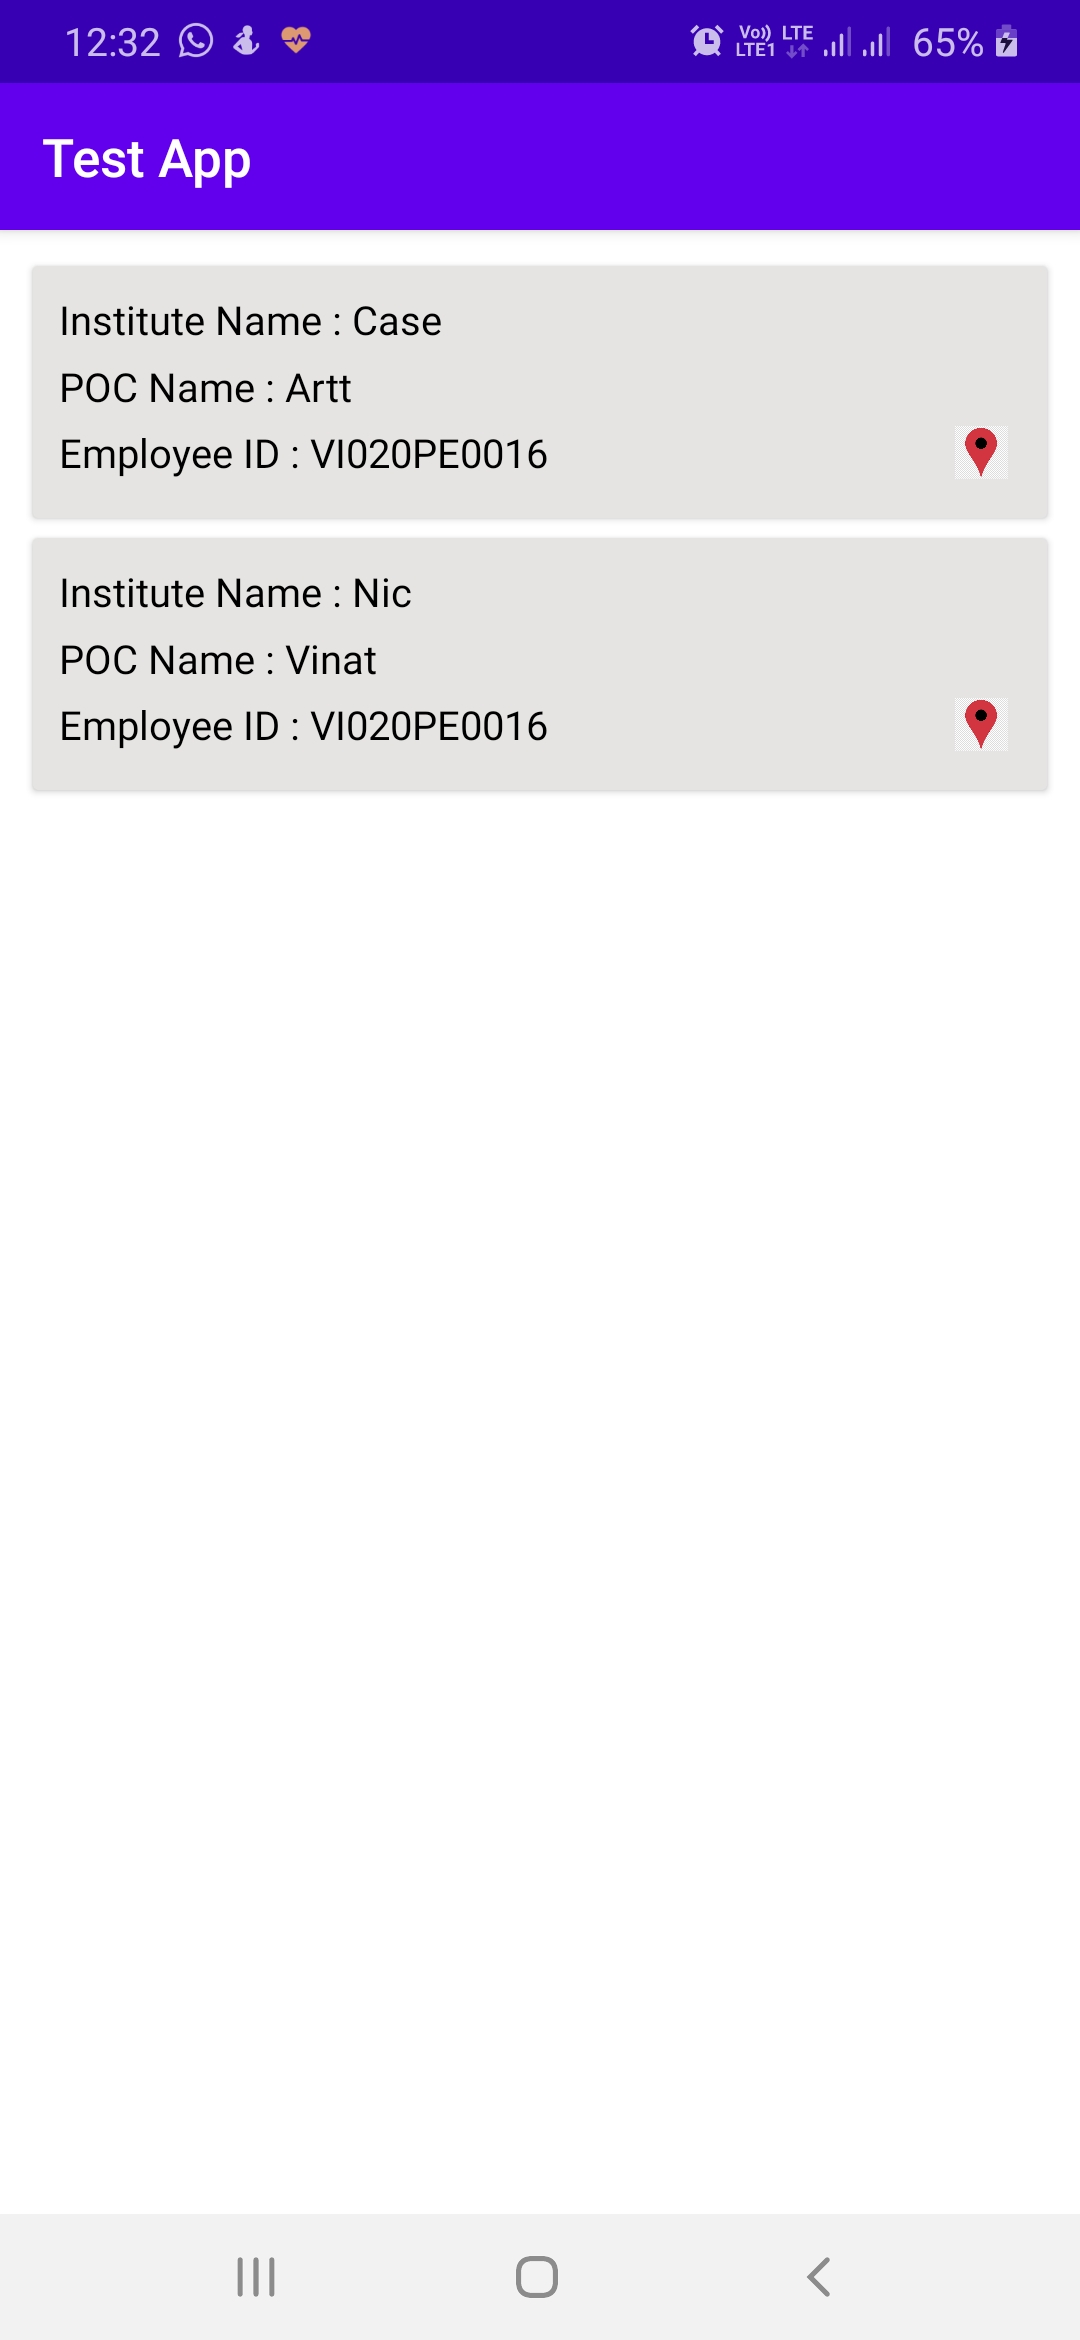 12:32 Vo)) LTE1 LTE 65%
Test App
Institute Name : Case
POC Name : Artt
Employee ID : VI020PE0016
Institute Name : Nic
POC Name : Vinat
Employee ID : VI020PE0016